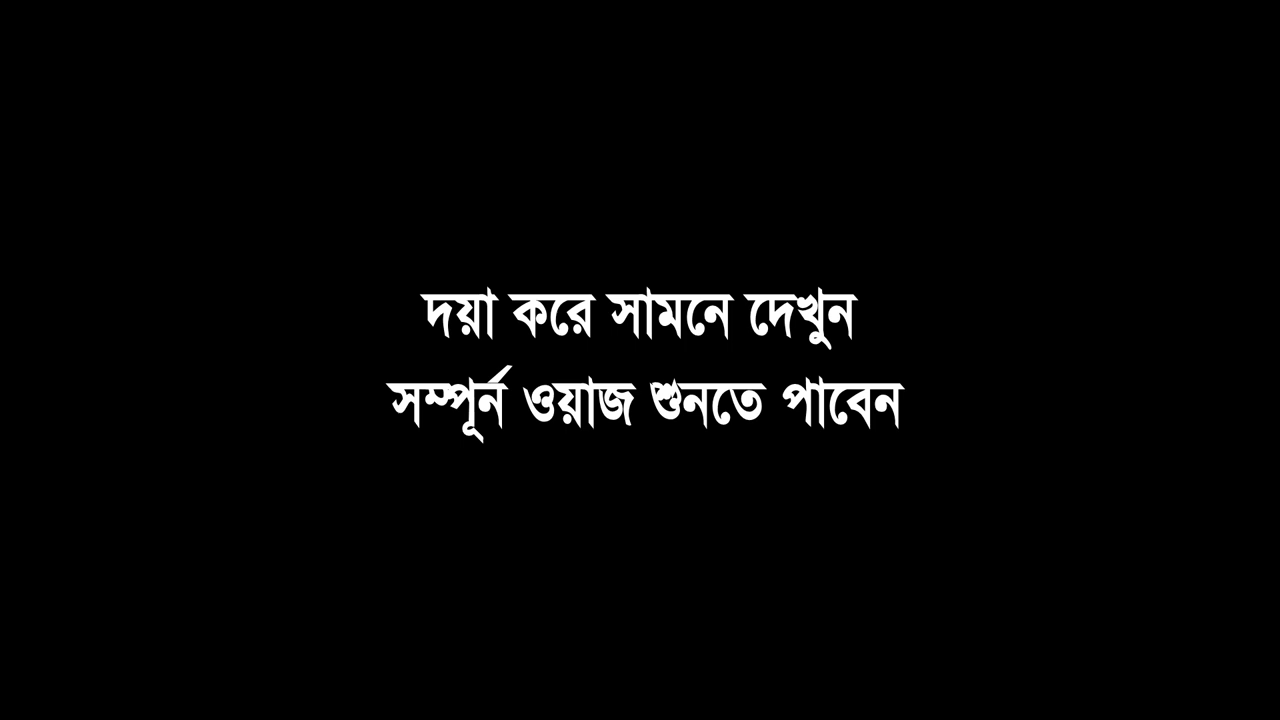 দয়া করে সামনে দেখুন
সম্পূর্ন ওয়াজ শুনতে পাবেন